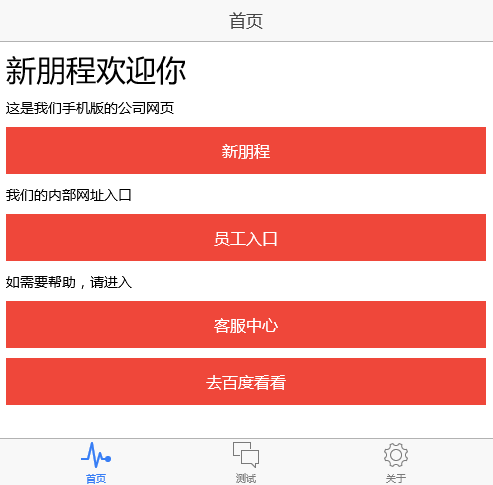 首页
新朋程欢迎你
这是我们手机版的公司网页
新朋程
我们的内部网址入口
员工入口
如需要帮助，请进入
客服中心
去百度看看
首页
测试
关于